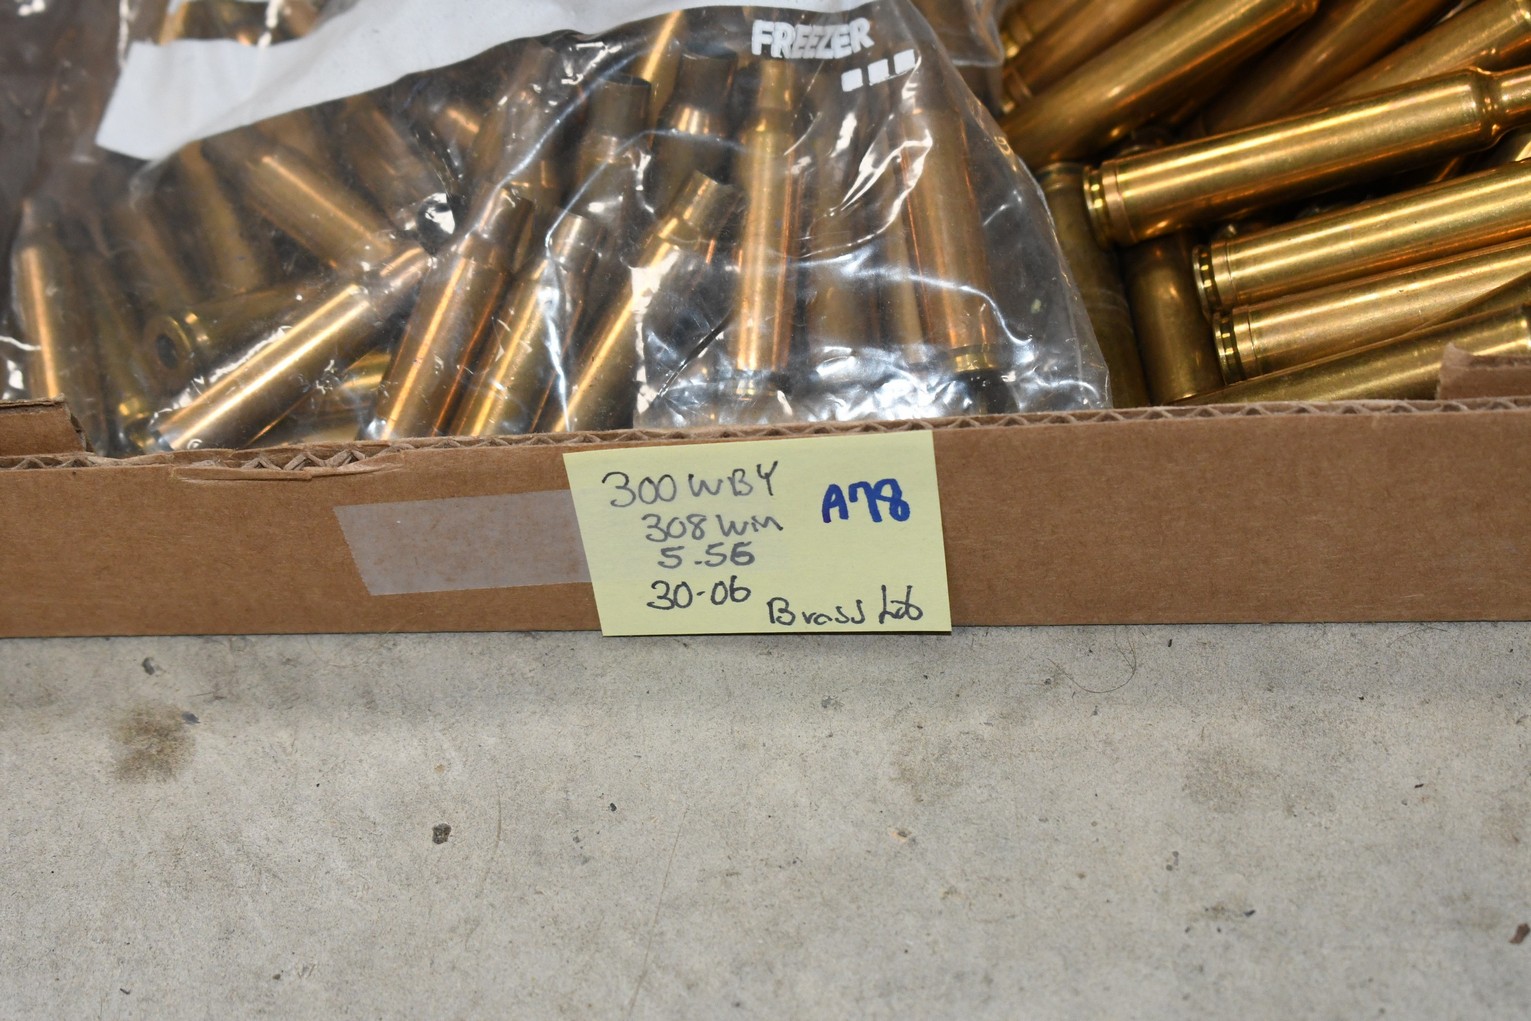 FREEZER
300 WBY
A78
308 WM
5-56
30-06
Brass Lot